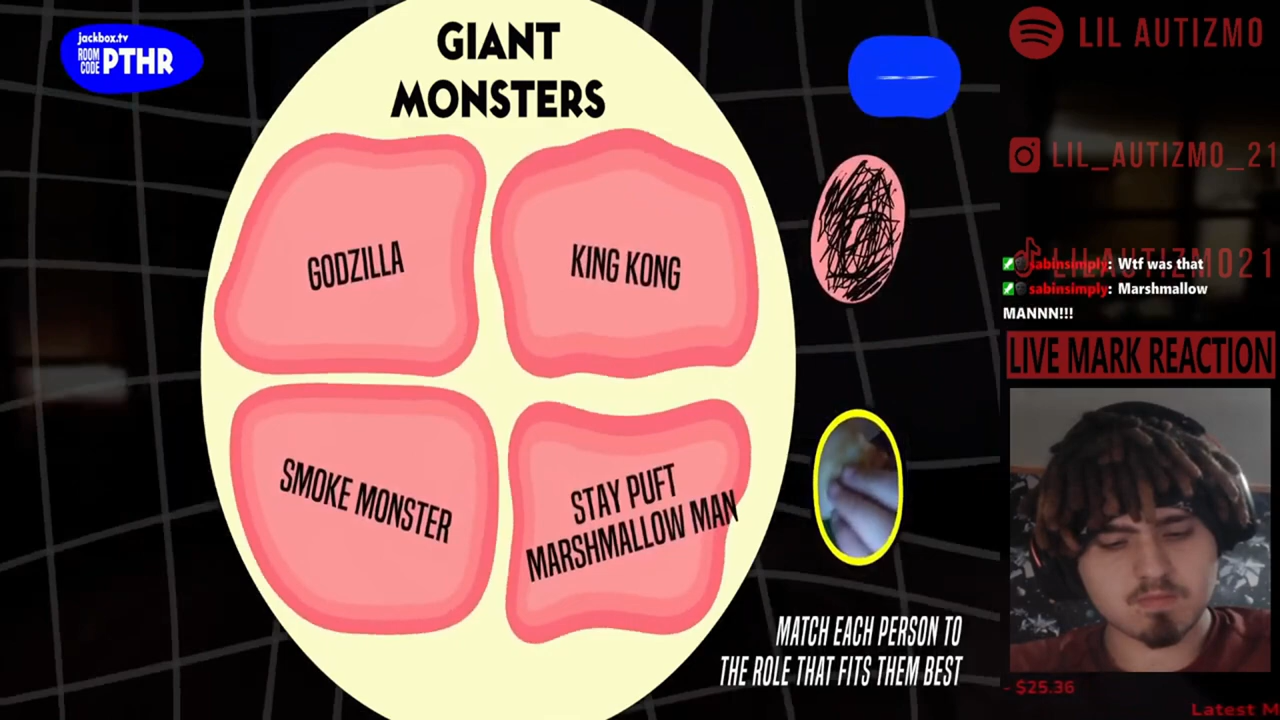 jackbox.tv
ROOM CODE PTHR
GIANT
MONSTERS
GODZILLA
KING KONG
SMOKE MONSTER
STAY PUFT
MARSHMALLOW MAN
MATCH EACH PERSON TO
THE ROLE THAT FITS THEM BEST
LIL AUTIZMO
LIL_AUTIZMO_21
LIL AUTIZMO21
sabinsimply: Wtf was that
sabinsimply: Marshmallow
MANNN!!!
LIVE MARK REACTION
- $25.36
Latest M